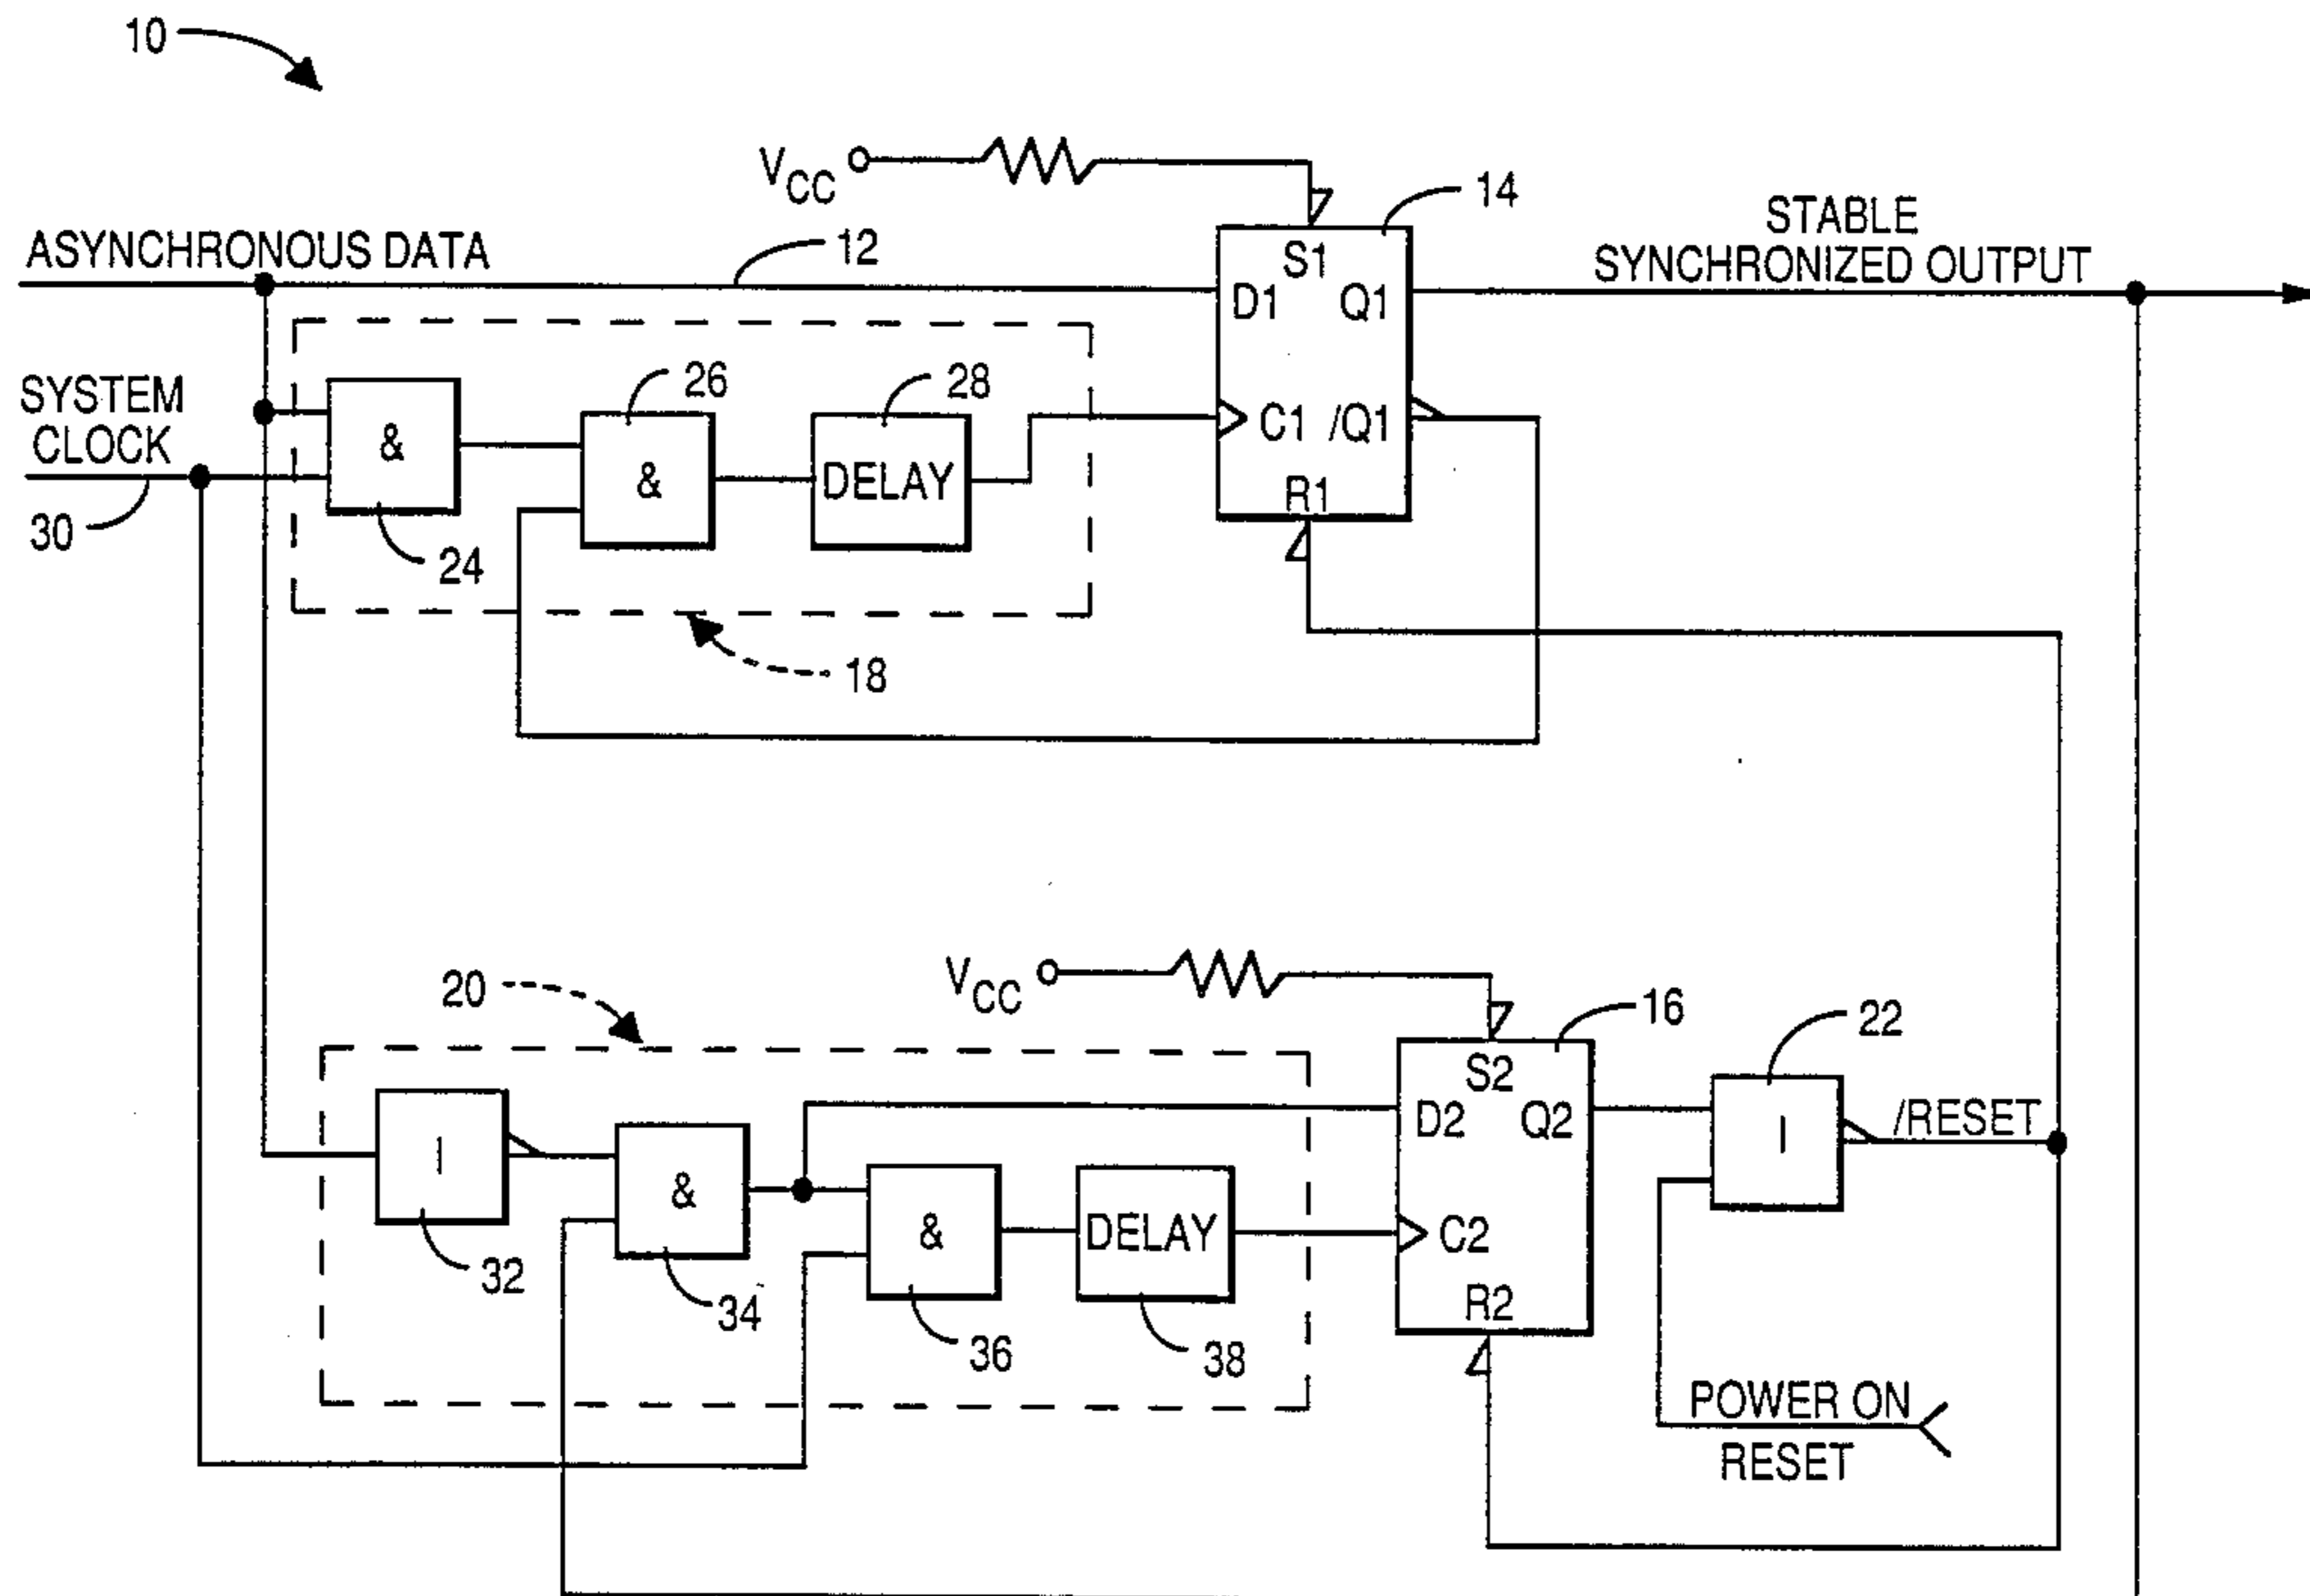 10
VCC
14
STABLE
SYNCHRONIZED OUTPUT
ASYNCHRONOUS DATA
12
S1
D1 Q1
SYSTEM
CLOCK
26
28
&
&
DELAY
C1 /Q1
R1
30
24
18
VCC
20
16
22
S2
D2 Q2
/RESET
1
&
&
DELAY
C2
1
R2
32
34
36
38
POWER ON
RESET